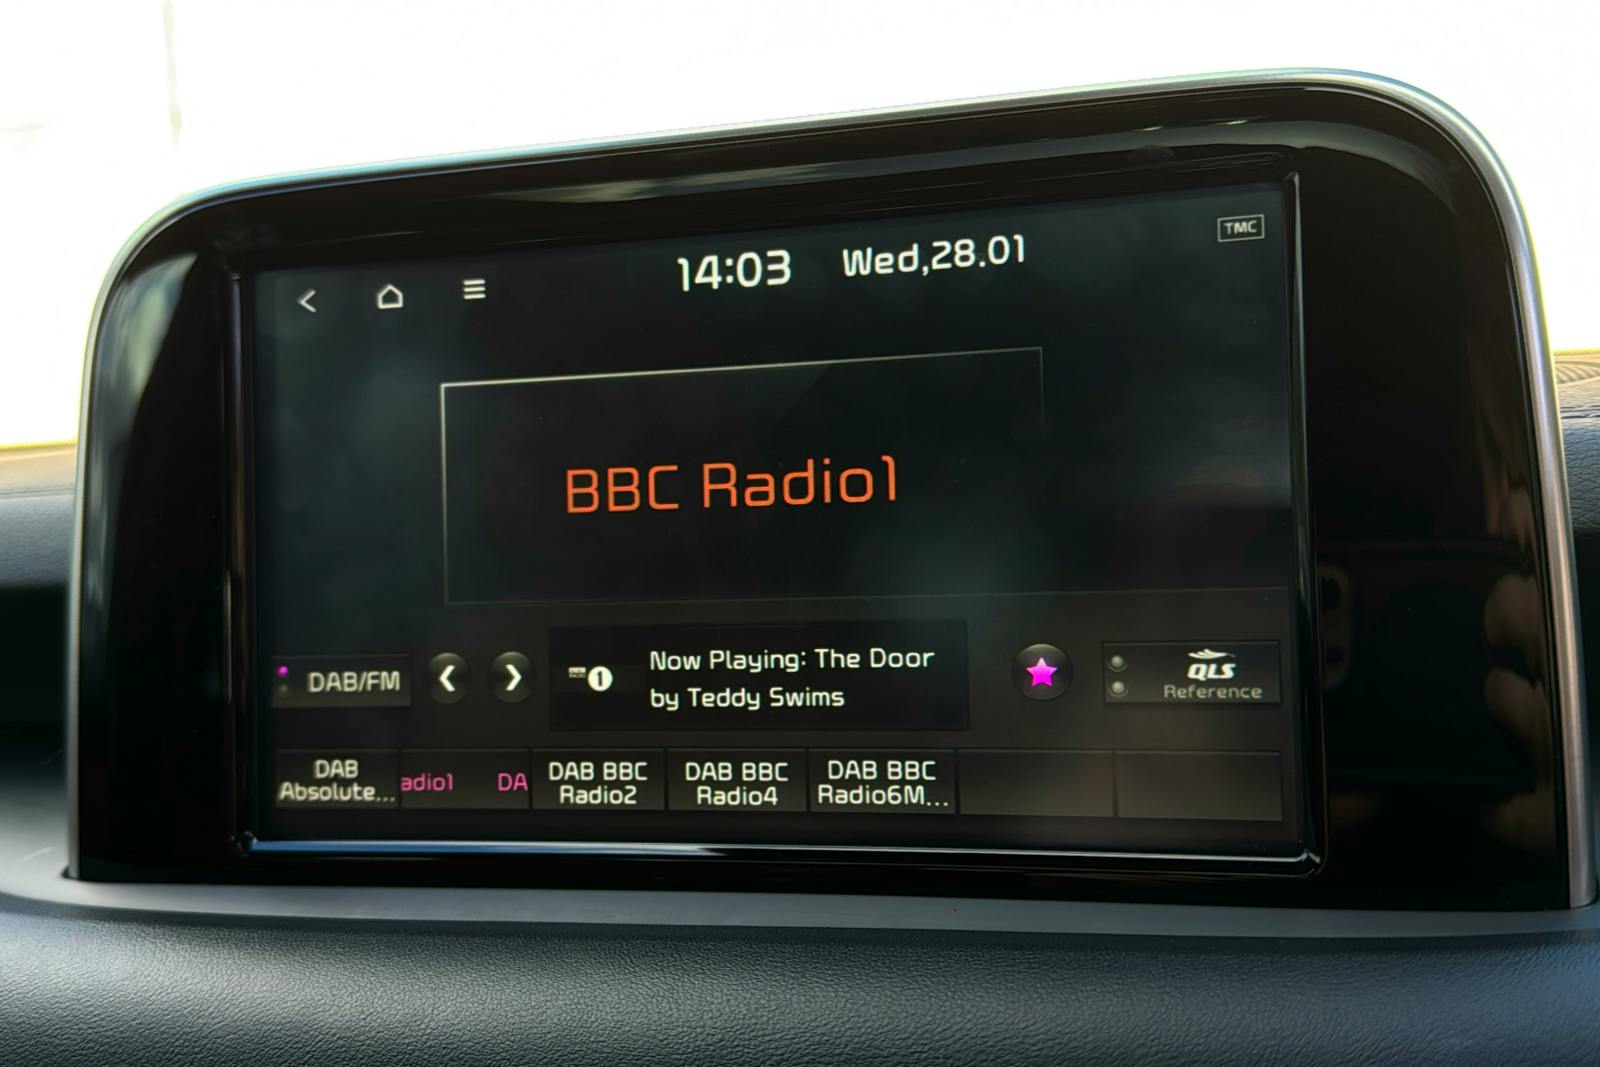 14:03 Wed,28.01
TMC
BBC Radio1
DAB/FM
1
Now Playing: The Door
by Teddy Swims
QLS
Reference
DAB
Absolute...
adio1 DA
DAB BBC
Radio2
DAB BBC
Radio4
DAB BBC
Radio6M...